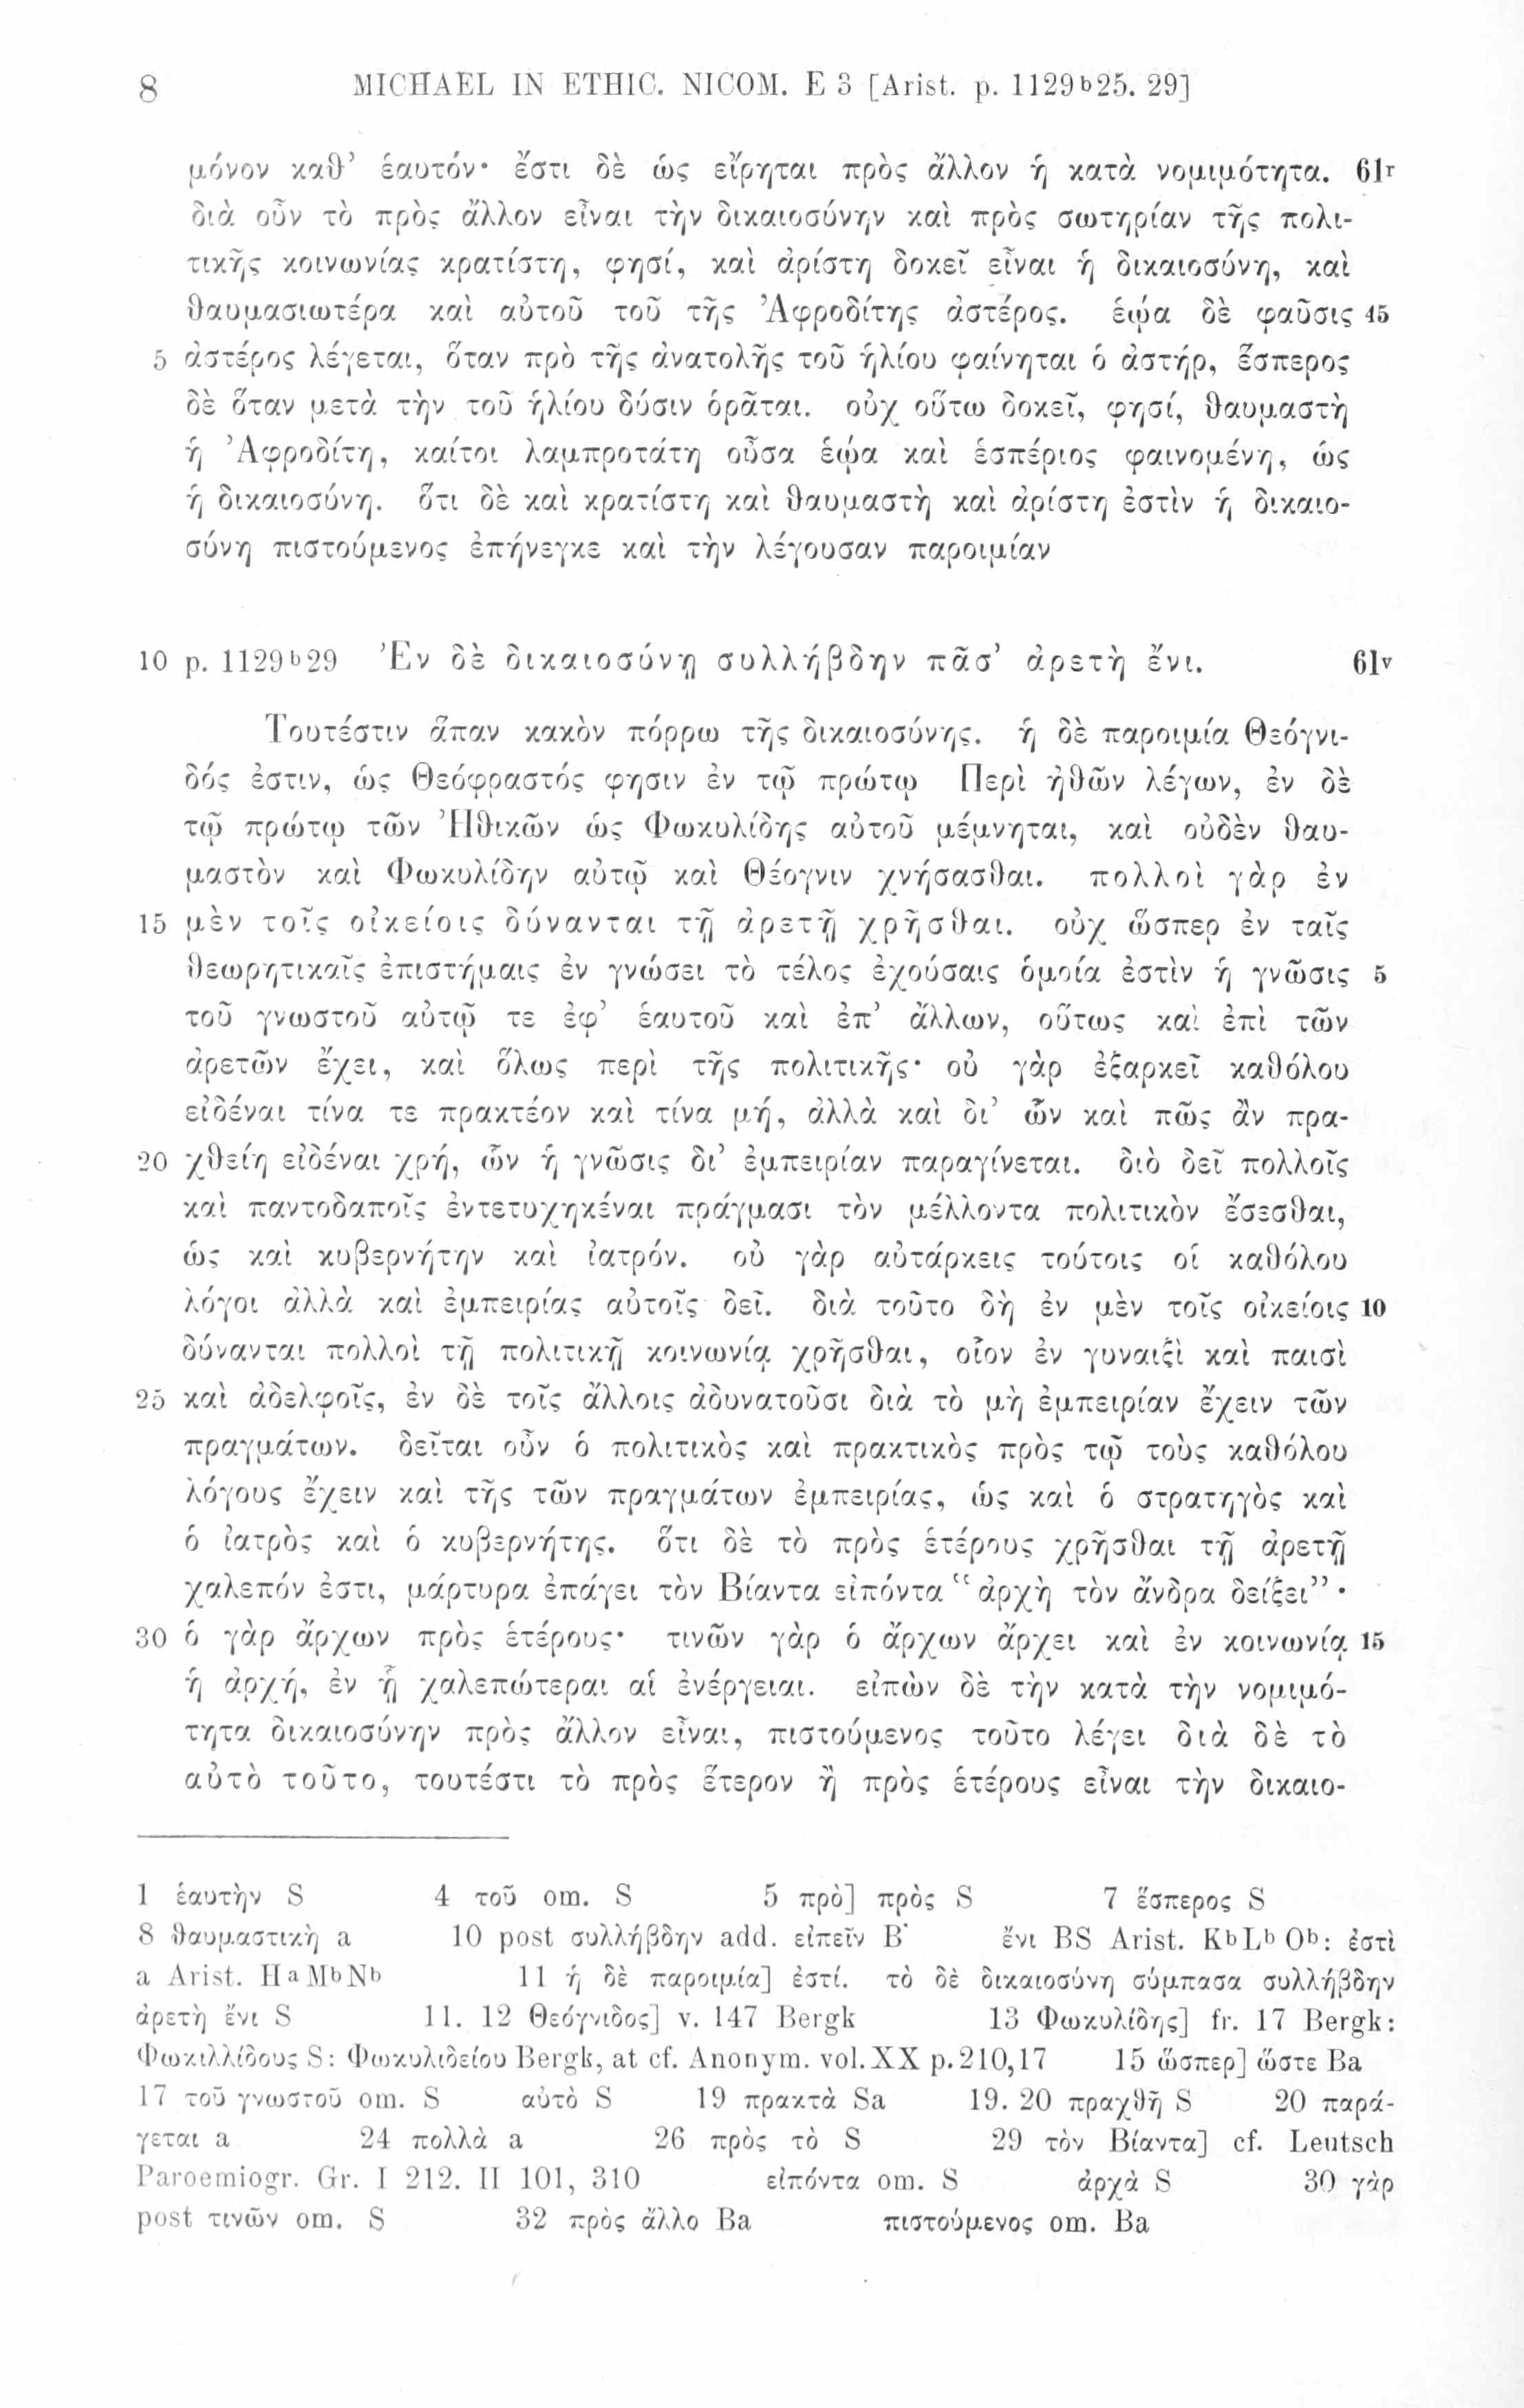 8 MICHAEL IN ETHIC. NICOM. E 3 [Arist. p. 1129b25. 29]
μόνον καθ’ ἑαυτόν· ἔστι δὲ ὡς εἴρηται πρὸς ἄλλον ἡ κατὰ νομιμότητα. 61r
διὰ οὖν τὸ πρὸς ἄλλον εἶναι τὴν δικαιοσύνην καὶ πρὸς σωτηρίαν τῆς πολι-
τικῆς κοινωνίας κρατίστη, φησί, καὶ ἀρίστη δοκεῖ εἶναι ἡ δικαιοσύνη, καὶ
θαυμασιωτέρα καὶ αὐτοῦ τοῦ τῆς Ἀφροδίτης ἀστέρος. ἑῴα δὲ φαῦσις 45
5 ἀστέρος λέγεται, ὅταν πρὸ τῆς ἀνατολῆς τοῦ ἡλίου φαίνηται ὁ ἀστήρ, ἕσπερος
δὲ ὅταν μετὰ τὴν τοῦ ἡλίου δύσιν ὁρᾶται. οὐχ οὕτω δοκεῖ, φησί, θαυμαστὴ
ἡ Ἀφροδίτη, καίτοι λαμπροτάτη οὖσα ἑῴα καὶ ἑσπέριος φαινομένη, ὡς
ἡ δικαιοσύνη. ὅτι δὲ καὶ κρατίστη καὶ θαυμαστὴ καὶ ἀρίστη ἐστὶν ἡ δικαιο-
σύνη πιστούμενος ἐπήνεγκε καὶ τὴν λέγουσαν παροιμίαν
10 p. 1129b29 Ἐν δὲ δικαιοσύνῃ συλλήβδην πᾶσ’ ἀρετὴ ἔνι. 61v
Τουτέστιν ἅπαν κακὸν πόρρω τῆς δικαιοσύνης. ἡ δὲ παροιμία Θεόγνι-
δός ἐστιν, ὡς Θεόφραστός φησιν ἐν τῷ πρώτῳ Περὶ ἠθῶν λέγων, ἐν δὲ
τῷ πρώτῳ τῶν Ἠθικῶν ὡς Φωκυλίδης αὐτοῦ μέμνηται, καὶ οὐδὲν θαυ-
μαστὸν καὶ Φωκυλίδην αὐτῷ καὶ Θέογνιν χνήσασθαι. πολλοὶ γὰρ ἐν
15 μὲν τοῖς οἰκείοις δύνανται τῇ ἀρετῇ χρῆσθαι. οὐχ ὥσπερ ἐν ταῖς
θεωρητικαῖς ἐπιστήμαις ἐν γνώσει τὸ τέλος ἐχούσαις ὁμοία ἐστὶν ἡ γνῶσις 5
τοῦ γνωστοῦ αὐτῷ τε ἐφ’ ἑαυτοῦ καὶ ἐπ’ ἄλλων, οὕτως καὶ ἐπὶ τῶν
ἀρετῶν ἔχει, καὶ ὅλως περὶ τῆς πολιτικῆς· οὐ γὰρ ἐξαρκεῖ καθόλου
εἰδέναι τίνα τε πρακτέον καὶ τίνα μή, ἀλλὰ καὶ δι’ ὧν καὶ πῶς ἂν πρα-
20 χθείη εἰδέναι χρή, ὧν ἡ γνῶσις δι’ ἐμπειρίαν παραγίνεται. διὸ δεῖ πολλοῖς
καὶ παντοδαποῖς ἐντετυχηκέναι πράγμασι τὸν μέλλοντα πολιτικὸν ἔσεσθαι,
ὡς καὶ κυβερνήτην καὶ ἰατρόν. οὐ γὰρ αὐτάρκεις τούτοις οἱ καθόλου
λόγοι ἀλλὰ καὶ ἐμπειρίας αὐτοῖς δεῖ. διὰ τοῦτο δὴ ἐν μὲν τοῖς οἰκείοις 10
δύνανται πολλοὶ τῇ πολιτικῇ κοινωνίᾳ χρῆσθαι, οἷον ἐν γυναιξὶ καὶ παισὶ
25 καὶ ἀδελφοῖς, ἐν δὲ τοῖς ἄλλοις ἀδυνατοῦσι διὰ τὸ μὴ ἐμπειρίαν ἔχειν τῶν
πραγμάτων. δεῖται οὖν ὁ πολιτικὸς καὶ πρακτικὸς πρὸς τῷ τοὺς καθόλου
λόγους ἔχειν καὶ τῆς τῶν πραγμάτων ἐμπειρίας, ὡς καὶ ὁ στρατηγὸς καὶ
ὁ ἰατρὸς καὶ ὁ κυβερνήτης. ὅτι δὲ τὸ πρὸς ἑτέρους χρῆσθαι τῇ ἀρετῇ
χαλεπόν ἐστι, μάρτυρα ἐπάγει τὸν Βίαντα εἰπόντα “ἀρχὴ τὸν ἄνδρα δείξει”·
30 ὁ γὰρ ἄρχων πρὸς ἑτέρους· τινῶν γὰρ ὁ ἄρχων ἄρχει καὶ ἐν κοινωνίᾳ 15
ἡ ἀρχή, ἐν ᾗ χαλεπώτεραι αἱ ἐνέργειαι. εἰπὼν δὲ τὴν κατὰ τὴν νομιμό-
τητα δικαιοσύνην πρὸς ἄλλον εἶναι, πιστούμενος τοῦτο λέγει διὰ δὲ τὸ
αὐτὸ τοῦτο, τουτέστι τὸ πρὸς ἕτερον ἢ πρὸς ἑτέρους εἶναι τὴν δικαιο-
1 ἑαυτὴν S 4 τοῦ om. S 5 πρὸ] πρὸς S 7 ἕσπερος S
8 θαυμαστικὴ a 10 post συλλήβδην add. εἰπεῖν B ἔνι BS Arist. KbLbOb: ἐστὶ
a Arist. HaMbNb 11 ἡ δὲ παροιμία] ἐστί. τὸ δὲ δικαιοσύνη σύμπασα συλλήβδην
ἀρετὴ ἔνι S 11. 12 Θεόγνιδος] v. 147 Bergk 13 Φωκυλίδης] fr. 17 Bergk:
Φωκιλλίδους S: Φωκυλιδείου Bergk, at cf. Anonym. vol. XX p. 210,17 15 ὥσπερ] ὥστε Ba
17 τοῦ γνωστοῦ om. S αὐτὸ S 19 πρακτὰ Sa 19. 20 πραχθῇ S 20 παρά-
γεται a 24 πολλὰ a 26 πρὸς τὸ S 29 τὸν Βίαντα] cf. Leutsch
Paroemiogr. Gr. I 212. II 101, 310 εἰπόντα om. S ἀρχὰ S 30 γὰρ
post τινῶν om. S 32 πρὸς ἄλλο Ba πιστούμενος om. Ba